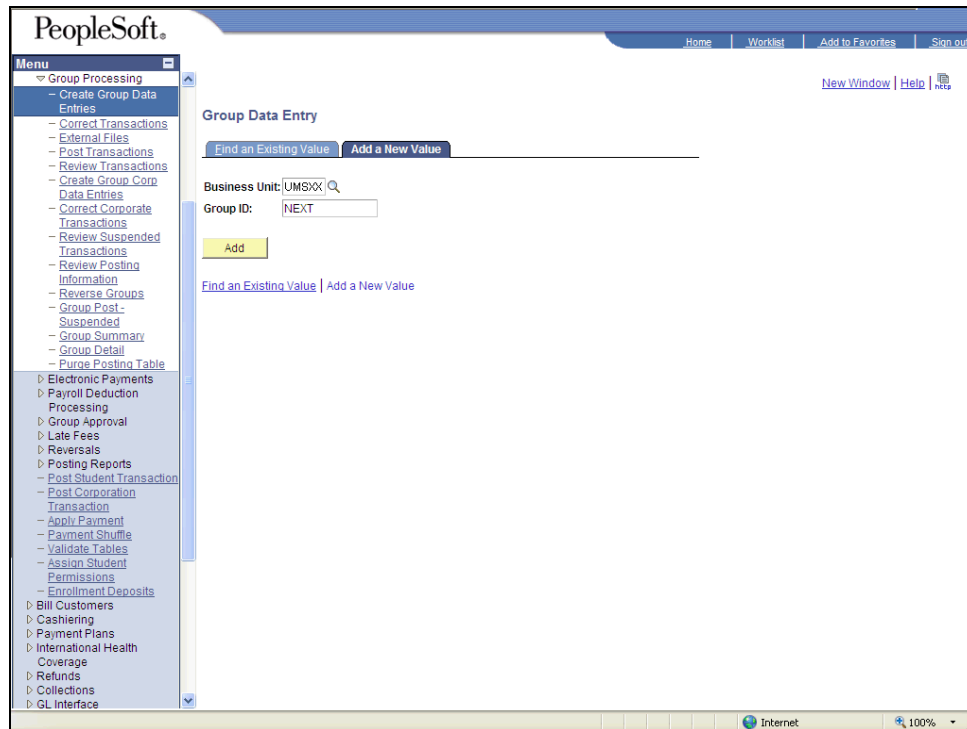 PeopleSoft.
Home | Worklist | Add to Favorites | Sign out
Menu
Group Processing
– Create Group Data
Entries
– Correct Transactions
– External Files
– Post Transactions
– Review Transactions
– Create Group Corp
Data Entries
– Correct Corporate
Transactions
– Review Suspended
Transactions
– Review Posting
Information
– Reverse Groups
– Group Post -
Suspended
– Group Summary
– Group Detail
– Purge Posting Table
Electronic Payments
Payroll Deduction
Processing
Group Approval
Late Fees
Reversals
Posting Reports
– Post Student Transaction
– Post Corporation
Transaction
– Apply Payment
– Payment Shuffle
– Validate Tables
– Assign Student
Permissions
– Enrollment Deposits
Bill Customers
Cashiering
Payment Plans
International Health
Coverage
Refunds
Collections
GL Interface
New Window | Help | http
Group Data Entry
Find an Existing Value
Add a New Value
Business Unit: UMSXX
Group ID: NEXT
Add
Find an Existing Value | Add a New Value
Internet
100%